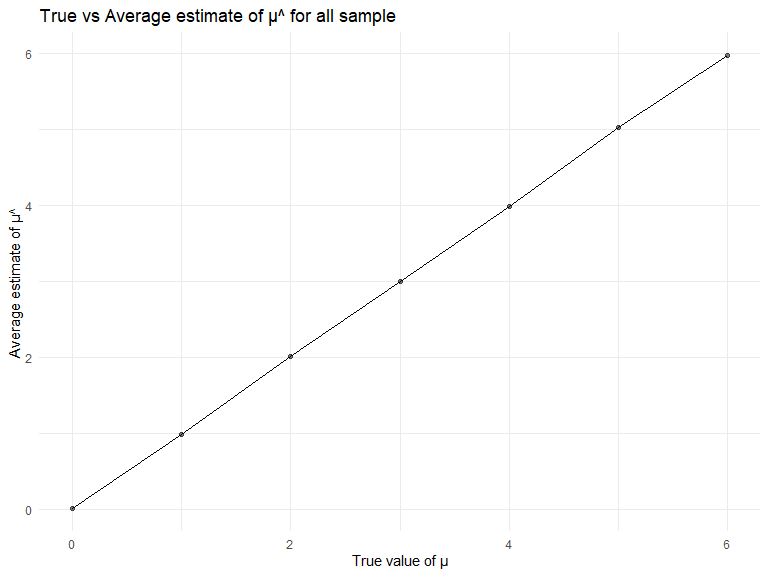 True vs Average estimate of μ^ for all sample
Average estimate of μ^
6
4
2
0
0 2 4 6
True value of μ